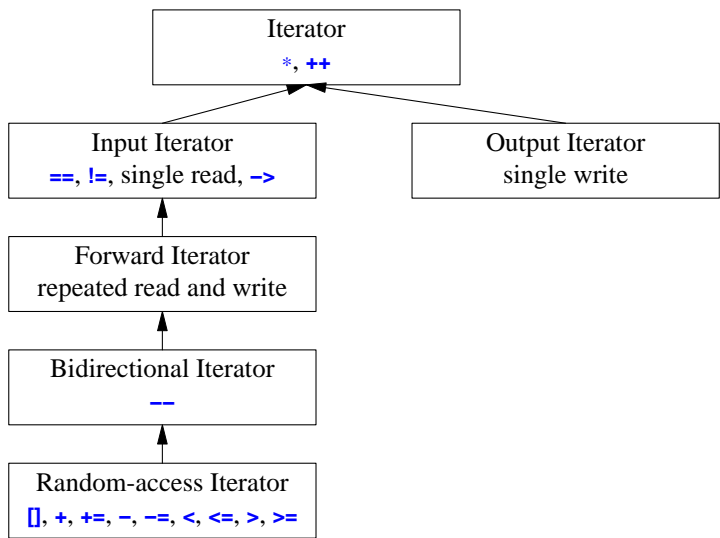 Iterator
*, ++
Input Iterator
==, !=, single read, −>
Output Iterator
single write
Forward Iterator
repeated read and write
Bidirectional Iterator
−−
Random-access Iterator
[], +, +=, −, −=, <, <=, >, >=